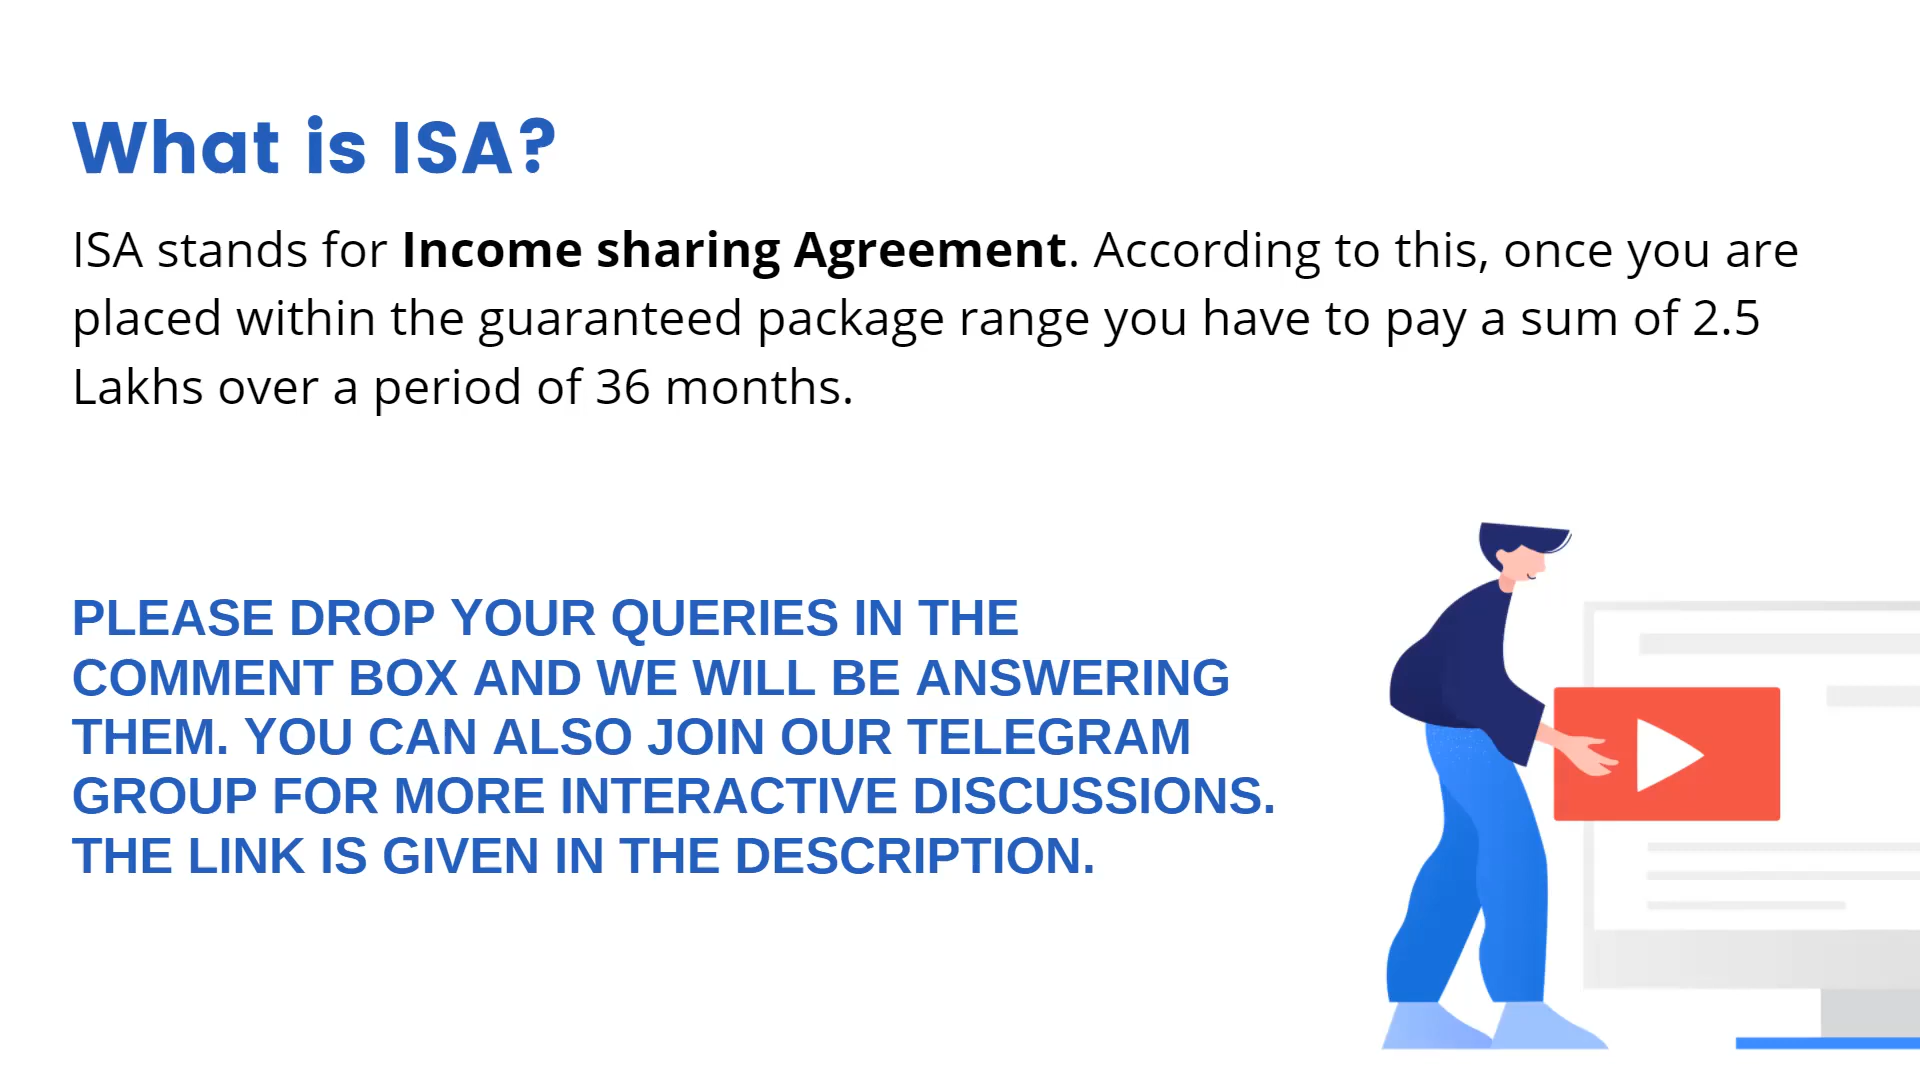 What is ISA?
ISA stands for Income sharing Agreement. According to this, once you are
placed within the guaranteed package range you have to pay a sum of 2.5
Lakhs over a period of 36 months.
PLEASE DROP YOUR QUERIES IN THE
COMMENT BOX AND WE WILL BE ANSWERING
THEM. YOU CAN ALSO JOIN OUR TELEGRAM
GROUP FOR MORE INTERACTIVE DISCUSSIONS.
THE LINK IS GIVEN IN THE DESCRIPTION.